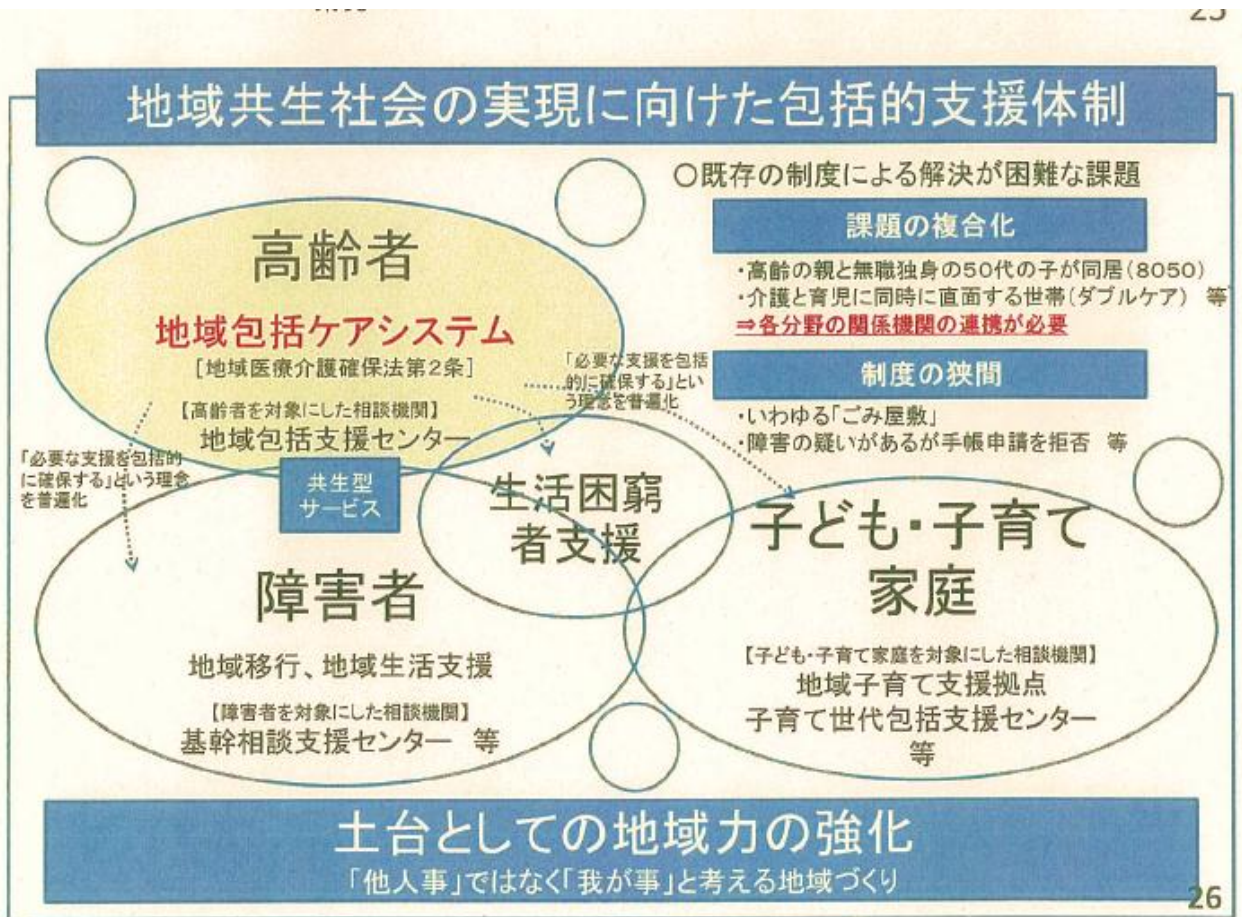 25
地域共生社会の実現に向けた包括的支援体制
高齢者
地域包括ケアシステム
[地域医療介護確保法第2条]
【高齢者を対象にした相談機関】
地域包括支援センター
「必要な支援を包括
的に確保する」とい
う理念を普遍化
「必要な支援を包括的
に確保する」という理念
を普遍化
共生型
サービス
生活困窮
者支援
障害者
地域移行、地域生活支援
【障害者を対象にした相談機関】
基幹相談支援センター 等
○既存の制度による解決が困難な課題
課題の複合化
・高齢の親と無職独身の50代の子が同居(8050)
・介護と育児に同時に直面する世帯(ダブルケア) 等
⇒各分野の関係機関の連携が必要
制度の狭間
・いわゆる「ごみ屋敷」
・障害の疑いがあるが手帳申請を拒否 等
子ども・子育て
家庭
【子ども・子育て家庭を対象にした相談機関】
地域子育て支援拠点
子育て世代包括支援センター
等
土台としての地域力の強化
「他人事」ではなく「我が事」と考える地域づくり
26